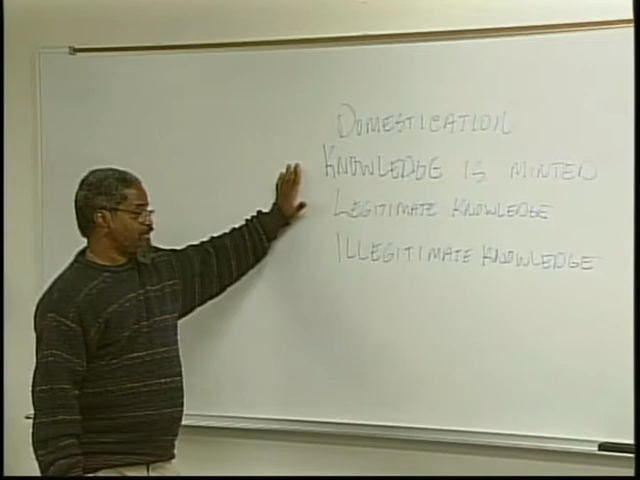 DOMESTICATION
KNOWLEDGE IS MINTED
LEGITIMATE KNOWLEDGE
ILLEGITIMATE KNOWLEDGE